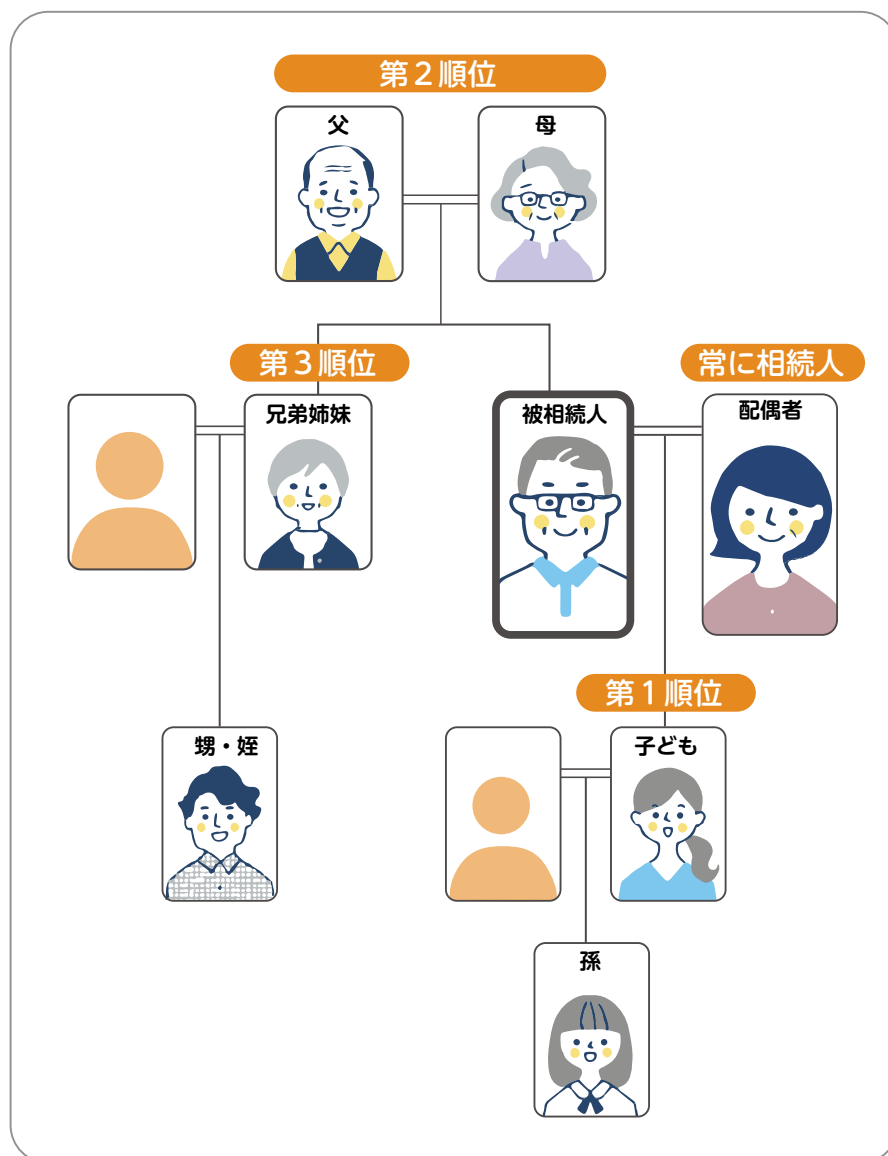 第２順位
父
母
第３順位
常に相続人
兄弟姉妹
被相続人
配偶者
第１順位
甥・姪
子ども
孫